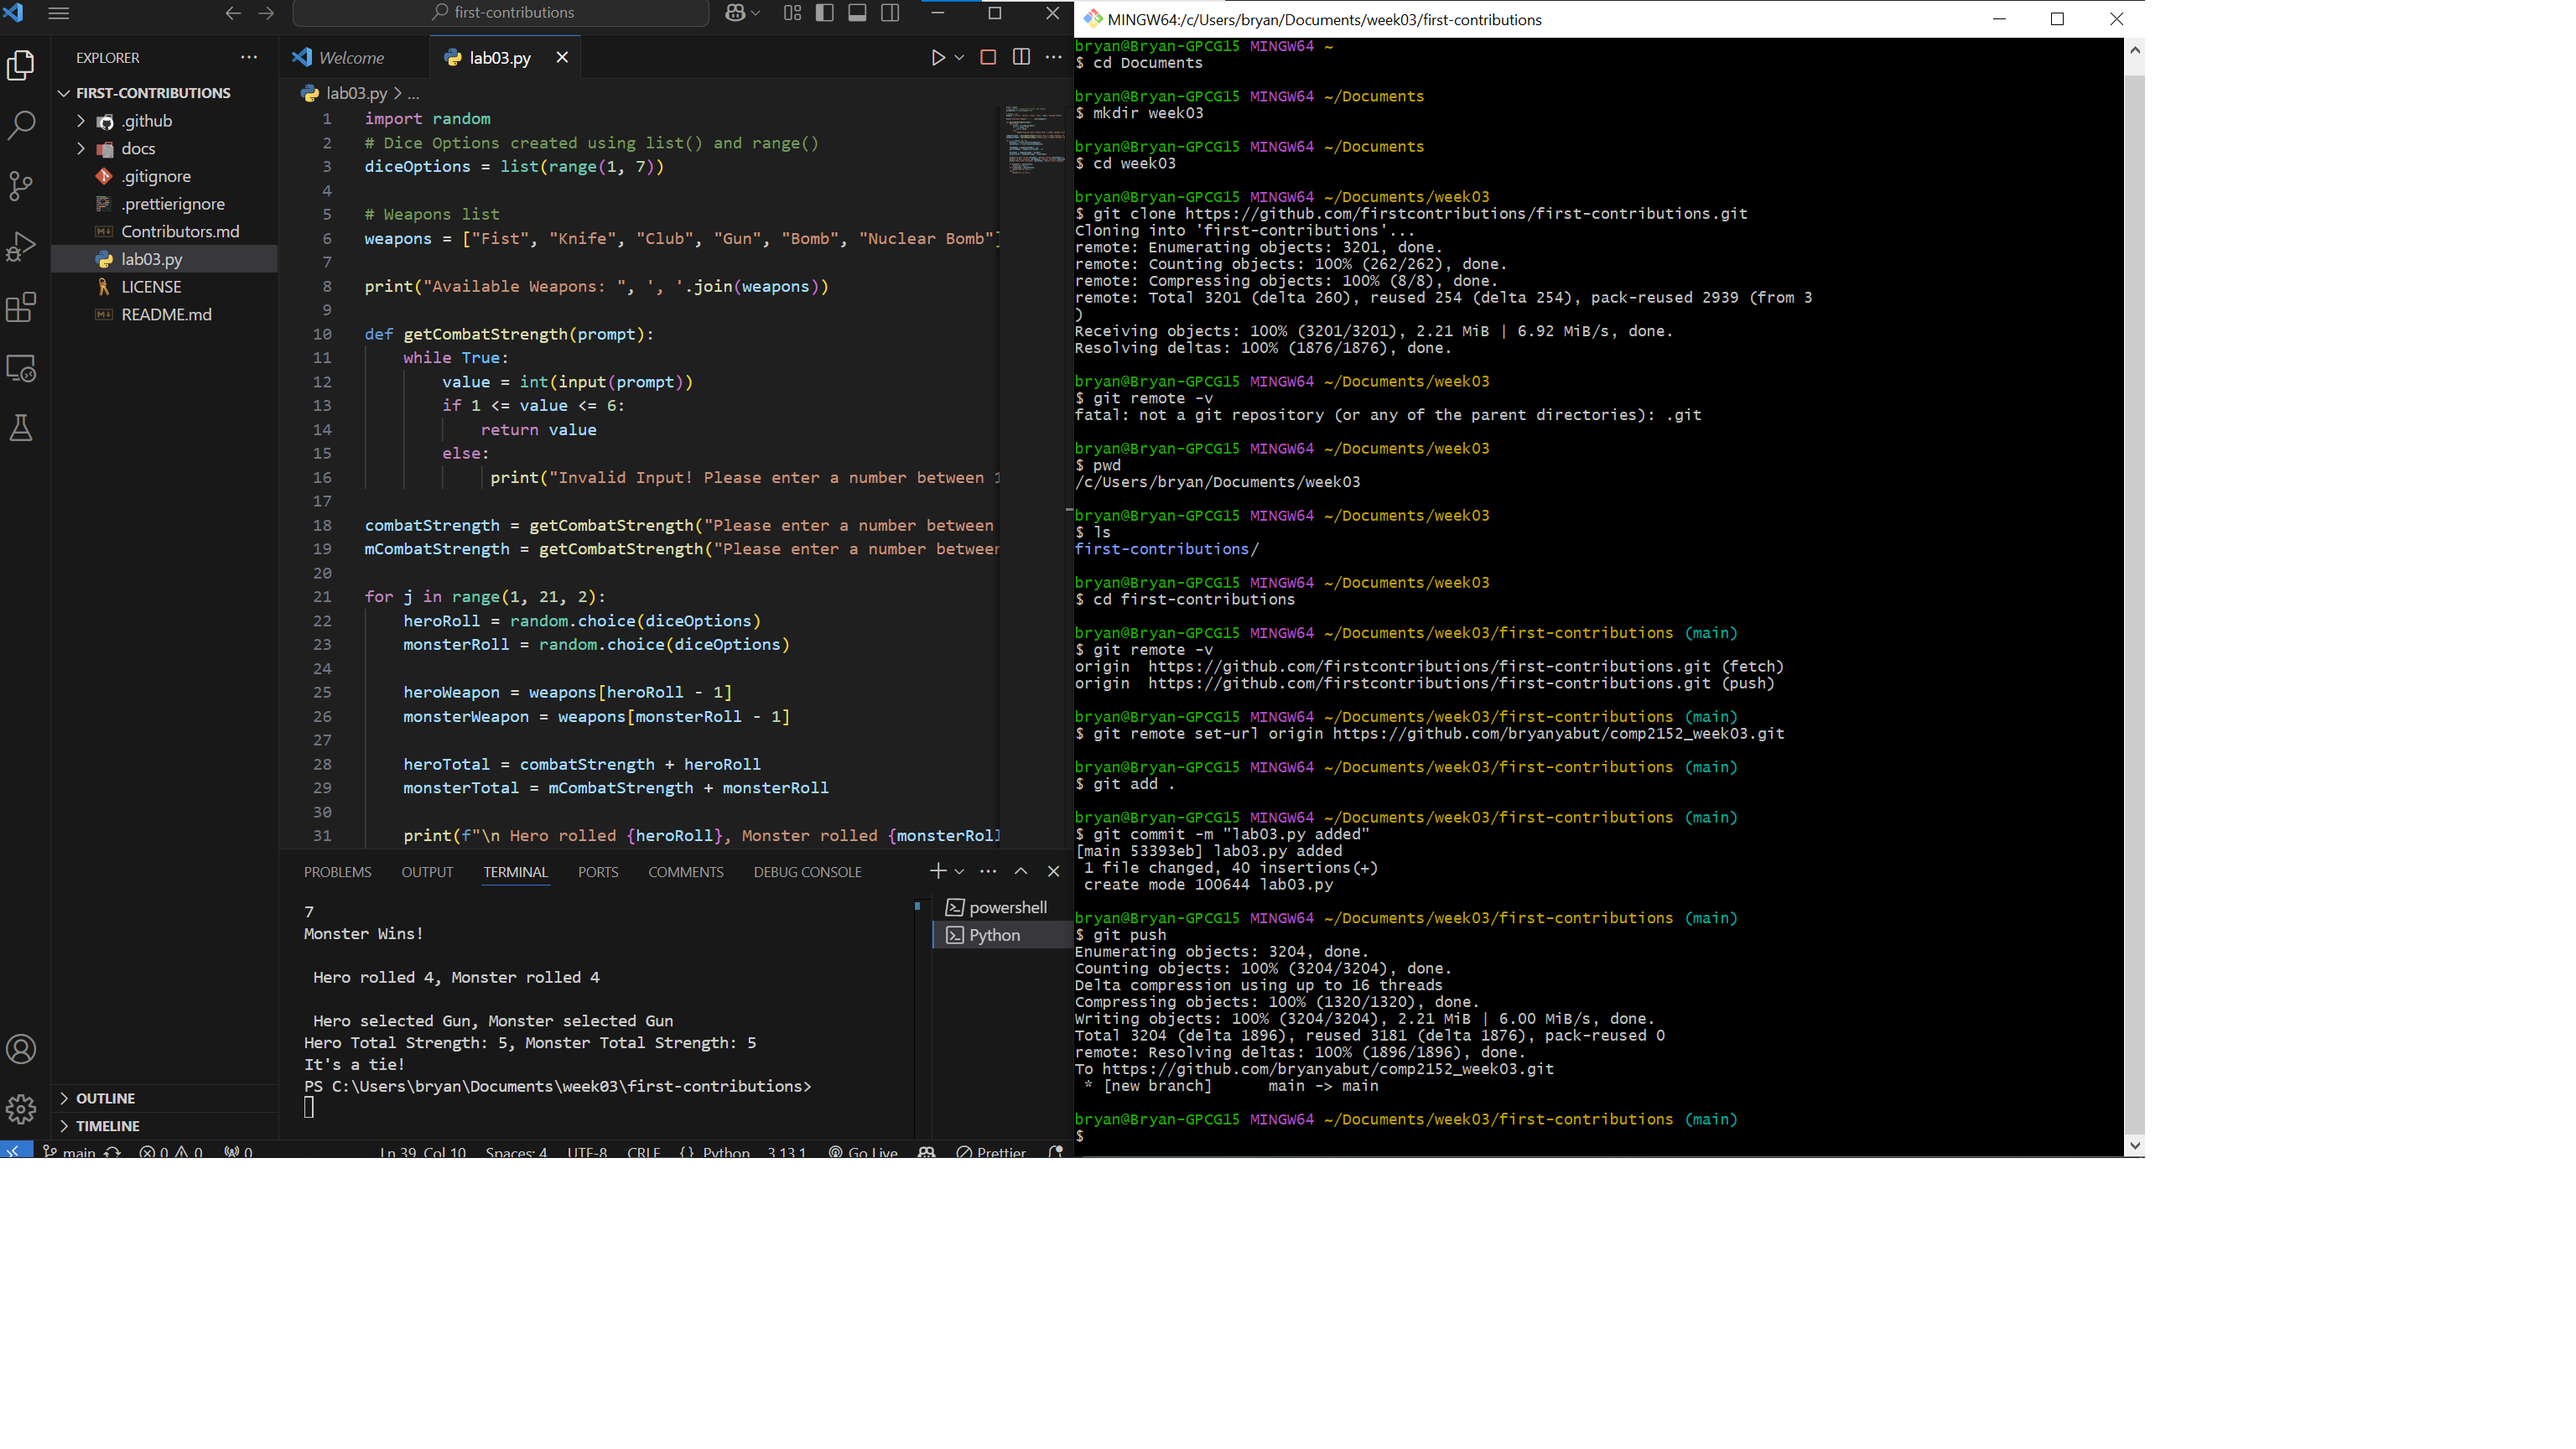 first-contributions
EXPLORER
FIRST-CONTRIBUTIONS
.github
docs
.gitignore
.prettierignore
Contributors.md
lab03.py
LICENSE
README.md
OUTLINE
TIMELINE
Welcome
lab03.py
lab03.py > ...
1 import random
2 # Dice Options created using list() and range()
3 diceOptions = list(range(1, 7))
4
5 # Weapons list
6 weapons = ["Fist", "Knife", "Club", "Gun", "Bomb", "Nuclear Bomb"]
7
8 print("Available Weapons: ", ', '.join(weapons))
9
10 def getCombatStrength(prompt):
11 while True:
12 value = int(input(prompt))
13 if 1 <= value <= 6:
14 return value
15 else:
16 print("Invalid Input! Please enter a number between 1
17
18 combatStrength = getCombatStrength("Please enter a number between
19 mCombatStrength = getCombatStrength("Please enter a number between
20
21 for j in range(1, 21, 2):
22 heroRoll = random.choice(diceOptions)
23 monsterRoll = random.choice(diceOptions)
24
25 heroWeapon = weapons[heroRoll - 1]
26 monsterWeapon = weapons[monsterRoll - 1]
27
28 heroTotal = combatStrength + heroRoll
29 monsterTotal = mCombatStrength + monsterRoll
30
31 print(f"\n Hero rolled {heroRoll}, Monster rolled {monsterRoll
PROBLEMS OUTPUT TERMINAL PORTS COMMENTS DEBUG CONSOLE
powershell
Python
7
Monster Wins!
Hero rolled 4, Monster rolled 4
Hero selected Gun, Monster selected Gun
Hero Total Strength: 5, Monster Total Strength: 5
It's a tie!
PS C:\Users\bryan\Documents\week03\first-contributions>
main 0 0 0 Ln 39, Col 10 Spaces: 4 UTF-8 CRLF {} Python 3.13.1 Go Live Prettier
MINGW64:/c/Users/bryan/Documents/week03/first-contributions
bryan@Bryan-GPCG15 MINGW64 ~
$ cd Documents
bryan@Bryan-GPCG15 MINGW64 ~/Documents
$ mkdir week03
bryan@Bryan-GPCG15 MINGW64 ~/Documents
$ cd week03
bryan@Bryan-GPCG15 MINGW64 ~/Documents/week03
$ git clone https://github.com/firstcontributions/first-contributions.git
Cloning into 'first-contributions'...
remote: Enumerating objects: 3201, done.
remote: Counting objects: 100% (262/262), done.
remote: Compressing objects: 100% (8/8), done.
remote: Total 3201 (delta 260), reused 254 (delta 254), pack-reused 2939 (from 3
)
Receiving objects: 100% (3201/3201), 2.21 MiB | 6.92 MiB/s, done.
Resolving deltas: 100% (1876/1876), done.
bryan@Bryan-GPCG15 MINGW64 ~/Documents/week03
$ git remote -v
fatal: not a git repository (or any of the parent directories): .git
bryan@Bryan-GPCG15 MINGW64 ~/Documents/week03
$ pwd
/c/Users/bryan/Documents/week03
bryan@Bryan-GPCG15 MINGW64 ~/Documents/week03
$ ls
first-contributions/
bryan@Bryan-GPCG15 MINGW64 ~/Documents/week03
$ cd first-contributions
bryan@Bryan-GPCG15 MINGW64 ~/Documents/week03/first-contributions (main)
$ git remote -v
origin https://github.com/firstcontributions/first-contributions.git (fetch)
origin https://github.com/firstcontributions/first-contributions.git (push)
bryan@Bryan-GPCG15 MINGW64 ~/Documents/week03/first-contributions (main)
$ git remote set-url origin https://github.com/bryanyabut/comp2152_week03.git
bryan@Bryan-GPCG15 MINGW64 ~/Documents/week03/first-contributions (main)
$ git add .
bryan@Bryan-GPCG15 MINGW64 ~/Documents/week03/first-contributions (main)
$ git commit -m "lab03.py added"
[main 53393eb] lab03.py added
1 file changed, 40 insertions(+)
create mode 100644 lab03.py
bryan@Bryan-GPCG15 MINGW64 ~/Documents/week03/first-contributions (main)
$ git push
Enumerating objects: 3204, done.
Counting objects: 100% (3204/3204), done.
Delta compression using up to 16 threads
Compressing objects: 100% (1320/1320), done.
Writing objects: 100% (3204/3204), 2.21 MiB | 6.00 MiB/s, done.
Total 3204 (delta 1896), reused 3181 (delta 1876), pack-reused 0
remote: Resolving deltas: 100% (1896/1896), done.
To https://github.com/bryanyabut/comp2152_week03.git
* [new branch] main -> main
bryan@Bryan-GPCG15 MINGW64 ~/Documents/week03/first-contributions (main)
$